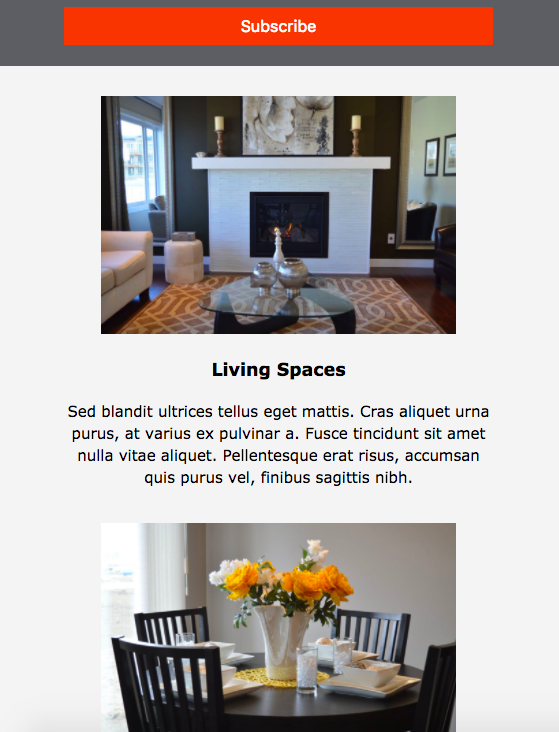 Subscribe
Living Spaces
Sed blandit ultrices tellus eget mattis. Cras aliquet urna
purus, at varius ex pulvinar a. Fusce tincidunt sit amet
nulla vitae aliquet. Pellentesque erat risus, accumsan
quis purus vel, finibus sagittis nibh.